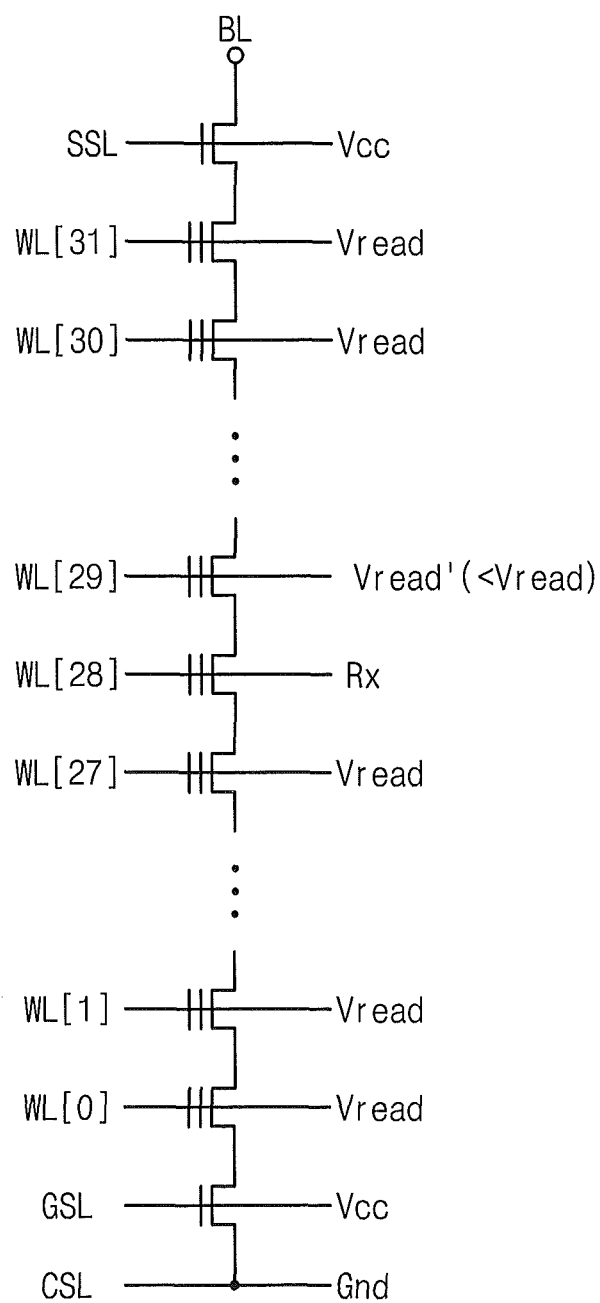 BL
SSL Vcc
WL[31] Vread
WL[30] Vread
WL[29] Vread'(<Vread)
WL[28] Rx
WL[27] Vread
WL[1] Vread
WL[0] Vread
GSL Vcc
CSL Gnd